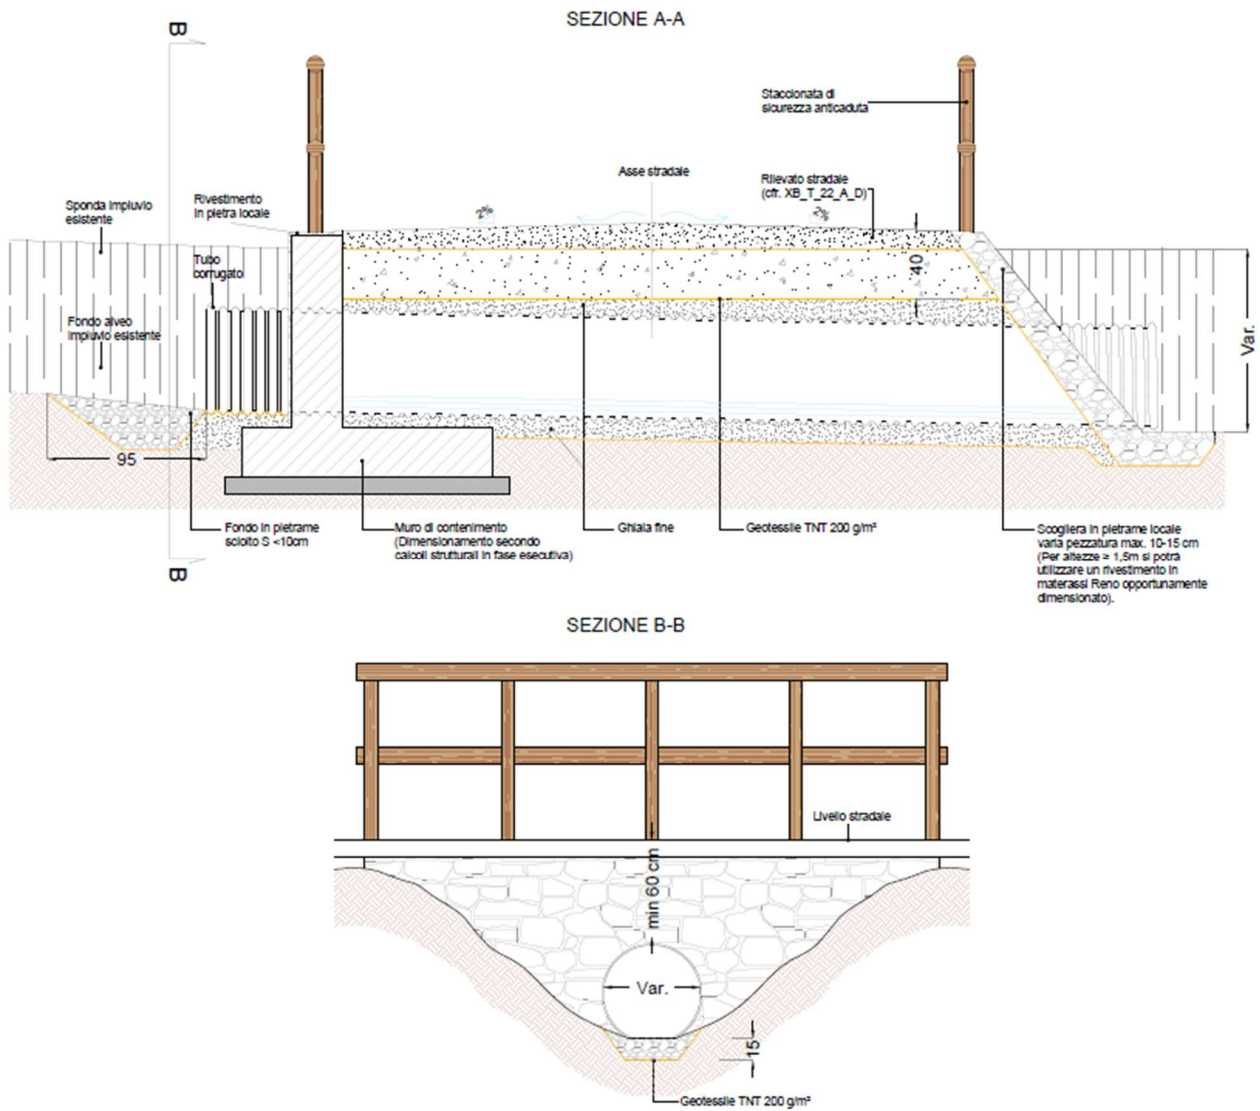 SEZIONE A-A
B
Staccionata di
sicurezza anticaduta
Asse stradale
Rilevato stradale
(cfr. XB_T_22_A_D)
Rivestimento
in pietra locale
Sponda impluvio
esistente
2%
2%
Tubo
corrugato
40
Fondo alveo
impluvio esistente
Var.
95
Fondo in pietrame
sciolto S <10cm
Muro di contenimento
(Dimensionamento secondo
calcoli strutturali in fase esecutiva)
Ghiaia fine
Geotessile TNT 200 g/m²
Scogliera in pietrame locale
varia pezzatura max. 10-15 cm
(Per altezze ≥ 1,5m si potrà
utilizzare un rivestimento in
materassi Reno opportunamente
dimensionato).
B
SEZIONE B-B
Livello stradale
min 60 cm
Var.
15
Geotessile TNT 200 g/m²